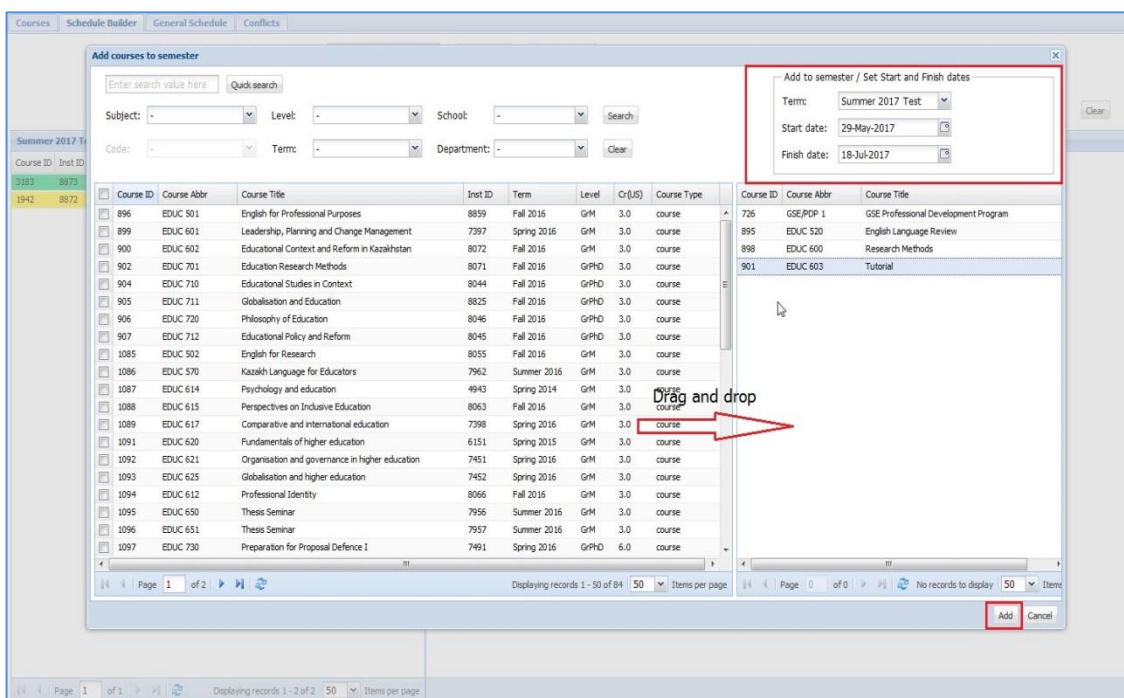 Courses Schedule Builder General Schedule Conflicts
Add courses to semester
Enter search value here Quick search
Subject: - Level: - School: - Search
Code: - Term: - Department: - Clear
Add to semester / Set Start and Finish dates
Term: Summer 2017 Test
Start date: 29-May-2017
Finish date: 18-Jul-2017
Clear
Summer 2017 T
Course ID Inst ID
3183 8873
1942 8872
Course ID Course Abbr Course Title Inst ID Term Level Cr(US) Course Type
896 EDUC 501 English for Professional Purposes 8859 Fall 2016 GrM 3.0 course
899 EDUC 601 Leadership, Planning and Change Management 7397 Spring 2016 GrM 3.0 course
900 EDUC 602 Educational Context and Reform in Kazakhstan 8072 Fall 2016 GrM 3.0 course
902 EDUC 701 Education Research Methods 8071 Fall 2016 GrPhD 3.0 course
904 EDUC 710 Educational Studies in Context 8044 Fall 2016 GrPhD 3.0 course
905 EDUC 711 Globalisation and Education 8825 Fall 2016 GrPhD 3.0 course
906 EDUC 720 Philosophy of Education 8046 Fall 2016 GrPhD 3.0 course
907 EDUC 712 Educational Policy and Reform 8045 Fall 2016 GrPhD 3.0 course
1085 EDUC 502 English for Research 8055 Fall 2016 GrM 3.0 course
1086 EDUC 570 Kazakh Language for Educators 7962 Summer 2016 GrM 3.0 course
1087 EDUC 614 Psychology and education 4943 Spring 2014 GrM 3.0 course
1088 EDUC 615 Perspectives on Inclusive Education 8063 Fall 2016 GrM 3.0 course
1089 EDUC 617 Comparative and international education 7398 Spring 2016 GrM 3.0 course
1091 EDUC 620 Fundamentals of higher education 6151 Spring 2015 GrM 3.0 course
1092 EDUC 621 Organisation and governance in higher education 7451 Spring 2016 GrM 3.0 course
1093 EDUC 625 Globalisation and higher education 7452 Spring 2016 GrM 3.0 course
1094 EDUC 612 Professional Identity 8066 Fall 2016 GrM 3.0 course
1095 EDUC 650 Thesis Seminar 7956 Summer 2016 GrM 3.0 course
1096 EDUC 651 Thesis Seminar 7957 Summer 2016 GrM 3.0 course
1097 EDUC 730 Preparation for Proposal Defence I 7491 Spring 2016 GrPhD 6.0 course
Page 1 of 2 Displaying records 1 - 50 of 84 50 Items per page
Course ID Course Abbr Course Title
726 GSE/PDP 1 GSE Professional Development Program
895 EDUC 520 English Language Review
898 EDUC 600 Research Methods
901 EDUC 603 Tutorial
Drag and drop
Page 0 of 0 No records to display 50 Items
Add Cancel
Page 1 of 1 Displaying records 1 - 2 of 2 50 Items per page